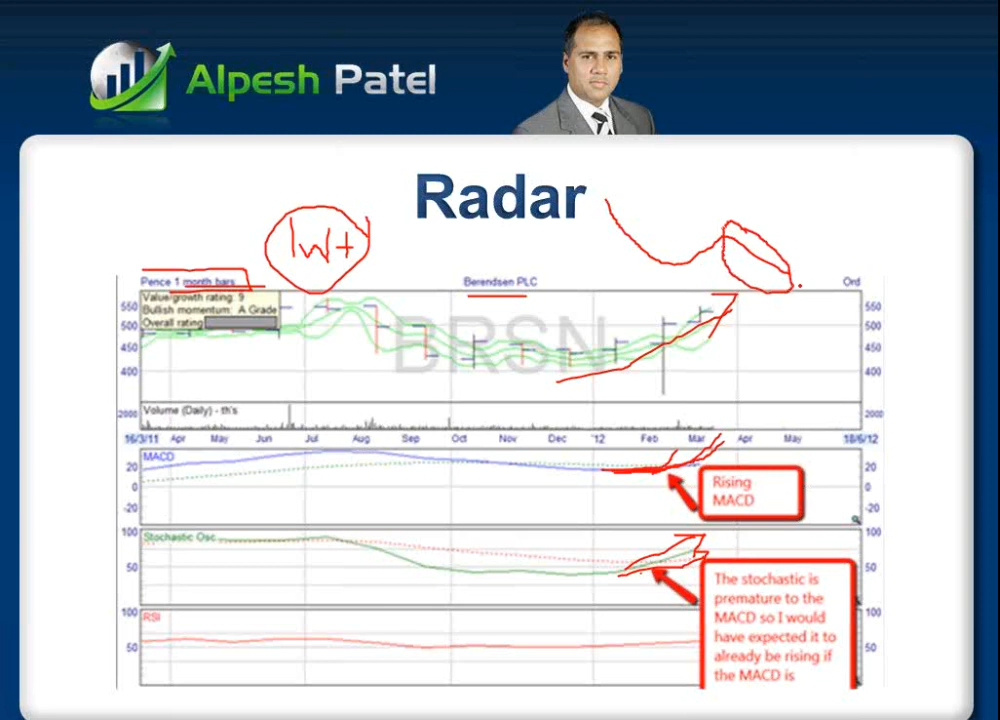 Alpesh Patel
Radar
1W+
Pence 1 month bars
Berendsen PLC
Ord
Value/growth rating: 9
Bullish momentum: A Grade
Overall rating
BRSN
550
500
450
400
550
500
450
400
2000
Volume (Daily) - th's
2000
16/3/11 Apr May Jun Jul Aug Sep Oct Nov Dec '12 Feb Mar Apr May 18/6/12
MACD
20
0
-20
20
0
-20
Rising
MACD
100
Stochastic Osc
50
100
50
The stochastic is
premature to the
MACD so I would
have expected it to
already be rising if
the MACD is
100
RSI
50
100
50